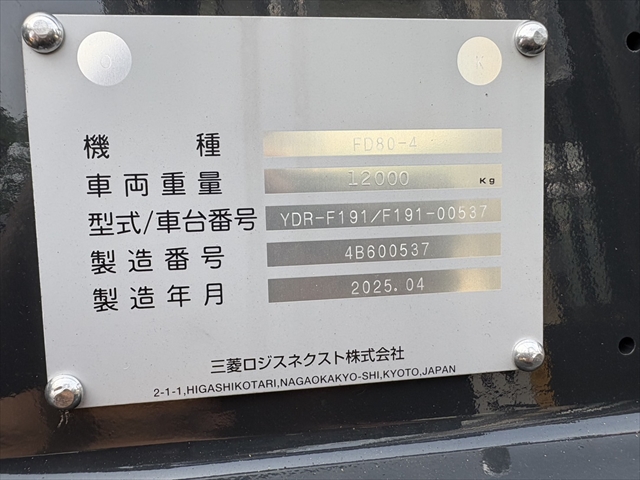 O K
機種 FD80-4
車両重量 12000 Kg
型式/車台番号 YDR-F191/F191-00537
製造番号 4B600537
製造年月 2025.04
三菱ロジスネクスト株式会社
2-1-1,HIGASHIKOTARI,NAGAOKAKYO-SHI,KYOTO,JAPAN